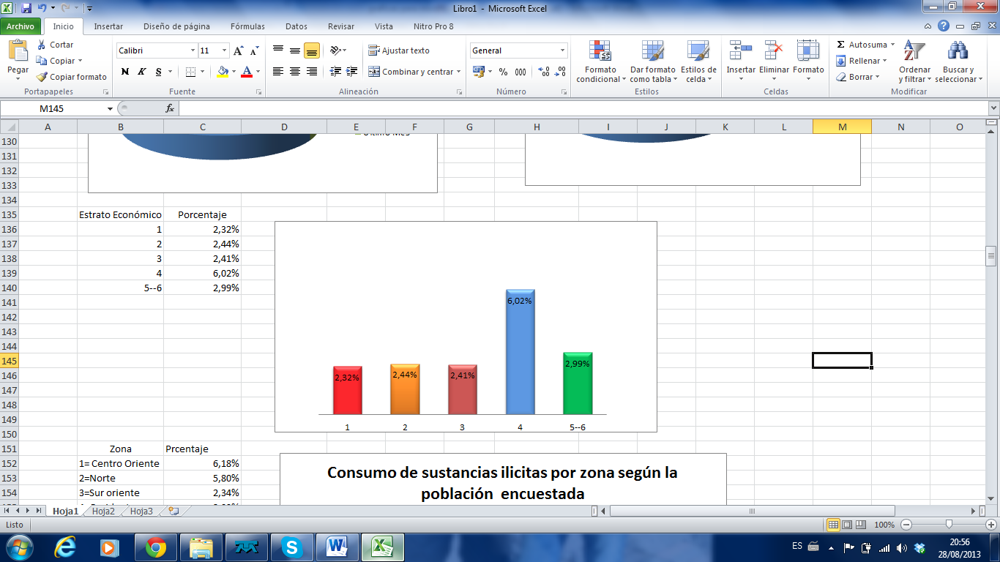 Libro1 - Microsoft Excel
Archivo Inicio Insertar Diseño de página Fórmulas Datos Revisar Vista Nitro Pro 8
Pegar
Cortar
Copiar
Copiar formato
Portapapeles
Calibri 11 A A
N K S A
Fuente
Ajustar texto
Combinar y centrar
Alineación
General
% 000
Número
Formato condicional
Dar formato como tabla
Estilos de celda
Estilos
Insertar Eliminar Formato
Celdas
Σ Autosuma
Rellenar
Borrar
Ordenar y filtrar
Buscar y seleccionar
Modificar
M145 fx
A B C D E F G H I J K L M N O
130
131
132
133
134
135 Estrato Económico Porcentaje
136 1 2,32%
137 2 2,44%
138 3 2,41%
139 4 6,02%
140 5--6 2,99%
141
142
143
144
145
146
147
148
149
150
6,02%
2,99%
2,32% 2,44% 2,41%
1 2 3 4 5--6
151 Zona Prcentaje
152 1= Centro Oriente 6,18%
153 2=Norte 5,80%
154 3=Sur oriente 2,34%
Consumo de sustancias ilicitas por zona según la
población encuestada
Hoja1 Hoja2 Hoja3
Listo 100%
ES 20:56
28/08/2013